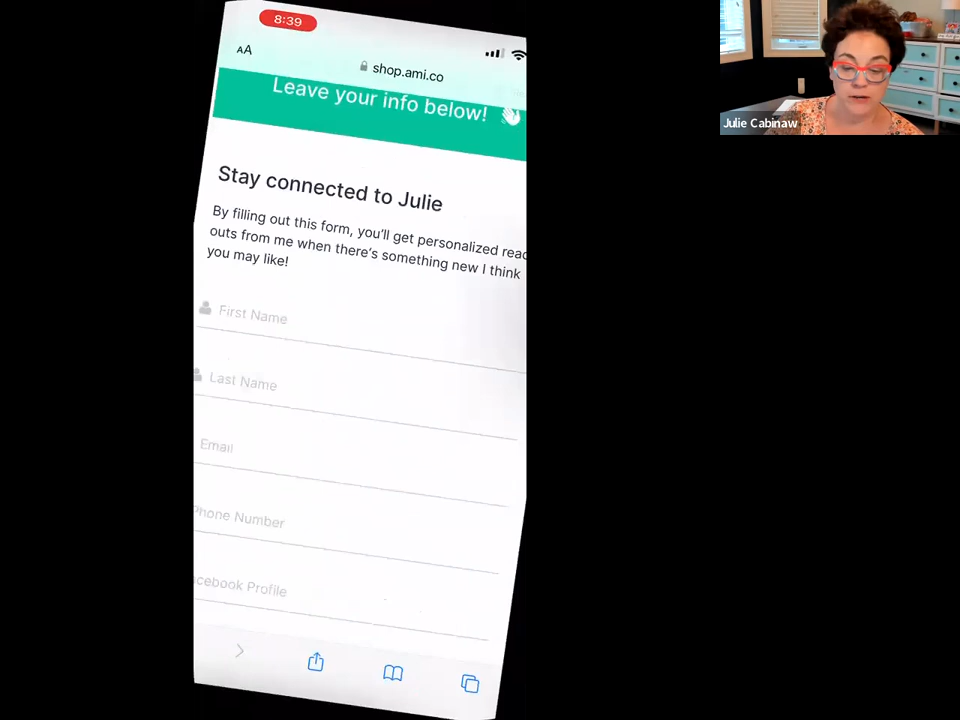 8:39
AA
shop.ami.co
Leave your info below! 👋
Stay connected to Julie
By filling out this form, you'll get personalized reac
outs from me when there's something new I think
you may like!
First Name
Last Name
Email
Phone Number
cebook Profile
Julie Cabinaw